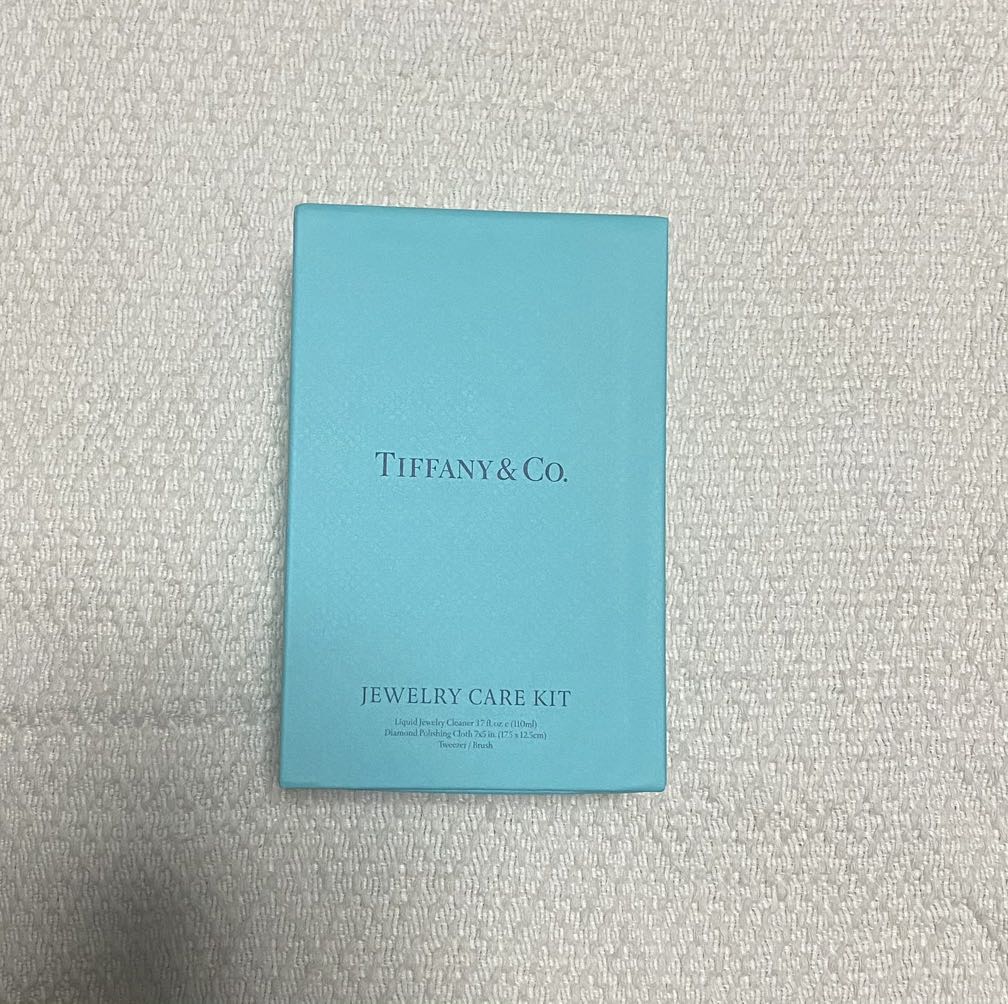 TIFFANY & CO.
JEWELRY CARE KIT
Liquid Jewelry Cleaner 3.7 fl. oz. e (110ml)
Diamond Polishing Cloth 7x5 in. (17.5 x 12.5cm)
Tweezer / Brush